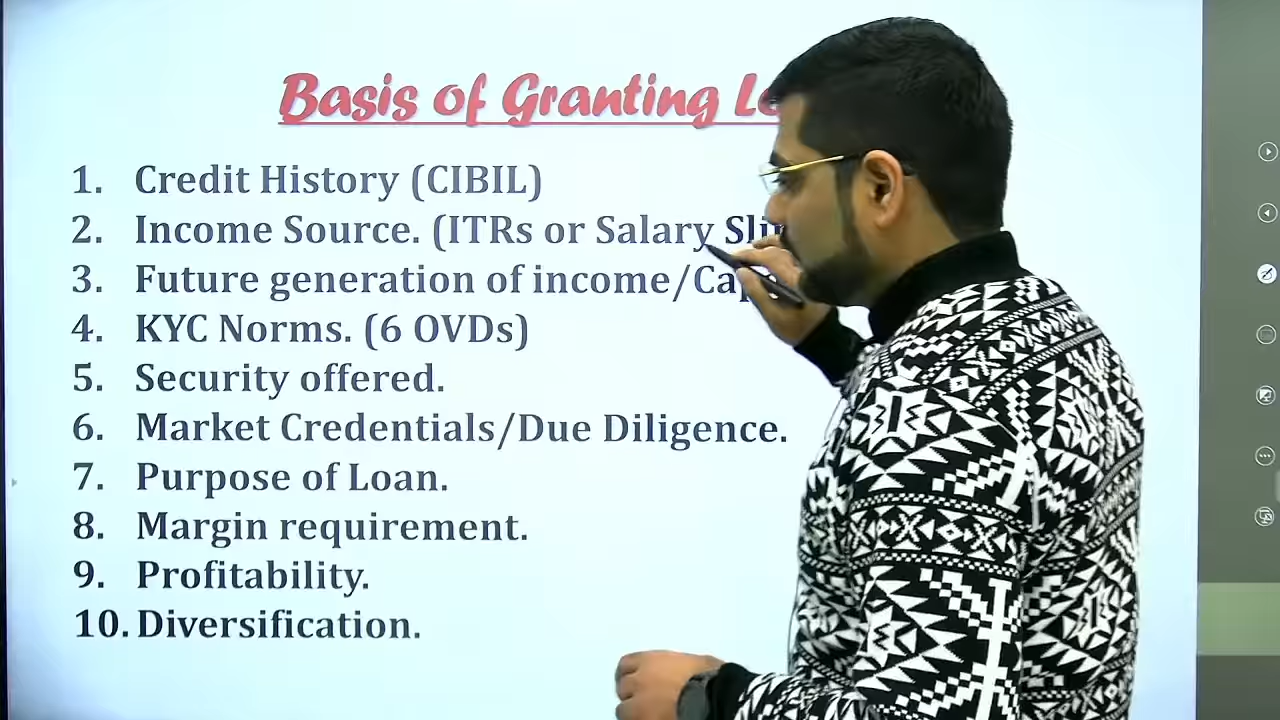 Basis of Granting
1. Credit History (CIBIL)
2. Income Source. (ITRs or Salary
3. Future generation of income/
4. KYC Norms. (6 OVDs)
5. Security offered.
6. Market Credentials/Due Diligence.
7. Purpose of Loan.
8. Margin requirement.
9. Profitability.
10. Diversification.